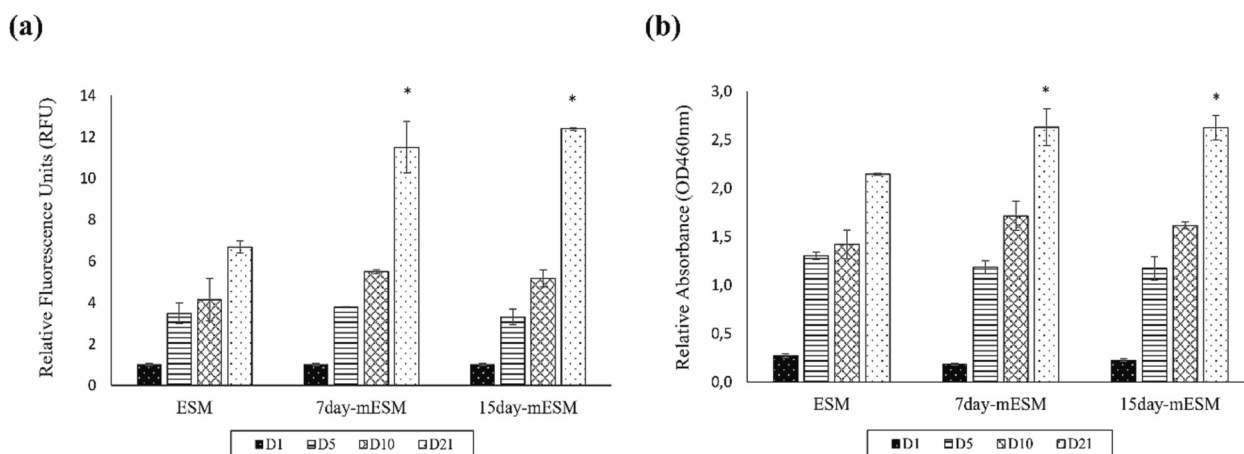 (a)
Relative Fluorescence Units (RFU)
14
12
10
8
6
4
2
0
*
*
ESM
7day-mESM
15day-mESM
D1 D5 D10 D21
(b)
Relative Absorbance (OD460nm)
3,0
2,5
2,0
1,5
1,0
0,5
0,0
*
*
ESM
7day-mESM
15day-mESM
D1 D5 D10 D21